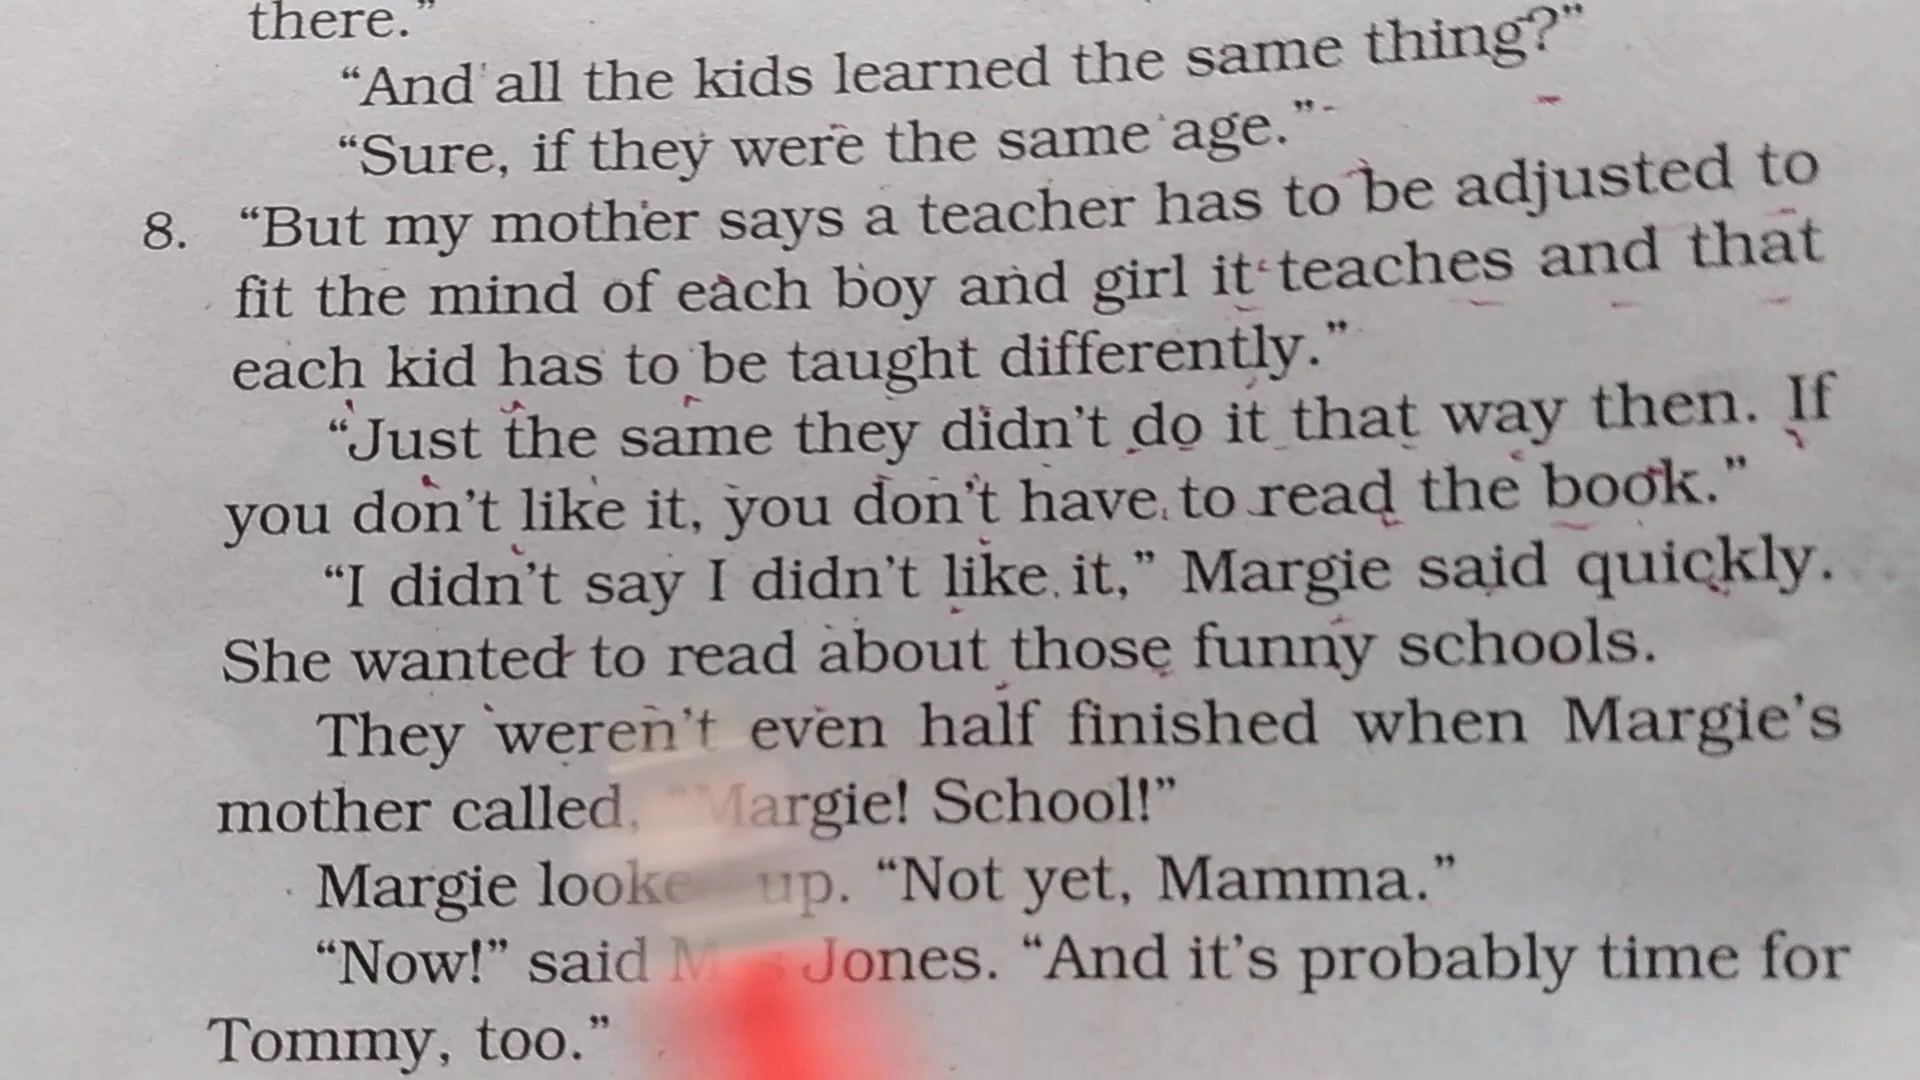 there."
“And all the kids learned the same thing?”
“Sure, if they were the same age.”
8. “But my mother says a teacher has to be adjusted to
fit the mind of each boy and girl it teaches and that
each kid has to be taught differently.”
“Just the same they didn't do it that way then. If
you don't like it, you don't have to read the book.”
“I didn't say I didn't like it,” Margie said quickly.
She wanted to read about those funny schools.
They weren't even half finished when Margie's
mother called, “Margie! School!”
Margie looke up. “Not yet, Mamma.”
“Now!” said Jones. “And it's probably time for
Tommy, too.”